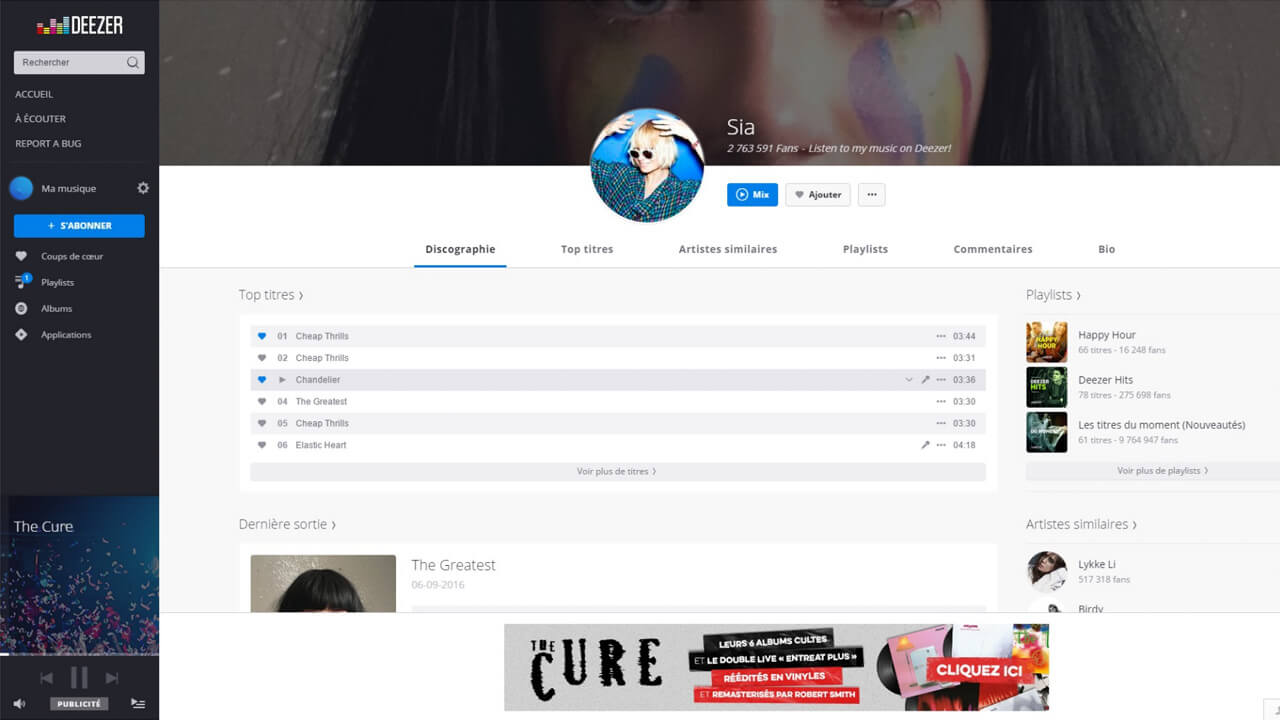 DEEZER
Rechercher
ACCUEIL
À ÉCOUTER
REPORT A BUG
Ma musique
+ S'ABONNER
Coups de cœur
1
Playlists
Albums
Applications
The Cure
PUBLICITÉ
Sia
2 763 591 Fans - Listen to my music on Deezer!
Mix
Ajouter
Discographie
Top titres
Artistes similaires
Playlists
Commentaires
Bio
Top titres
01 Cheap Thrills 03:44
02 Cheap Thrills 03:31
Chandelier 03:36
04 The Greatest 03:30
05 Cheap Thrills 03:30
06 Elastic Heart 04:18
Voir plus de titres
Dernière sortie
The Greatest
06-09-2016
Playlists
HAPPY HOUR
Happy Hour
66 titres - 16 248 fans
DEEZER HITS
Deezer Hits
78 titres - 275 698 fans
Les titres du moment (Nouveautés)
61 titres - 9 764 947 fans
Voir plus de playlists
Artistes similaires
Lykke Li
517 318 fans
Birdy
THE CURE
LEURS 6 ALBUMS CULTES
ET LE DOUBLE LIVE « ENTREAT PLUS »
RÉÉDITÉS EN VINYLES
ET REMASTERISÉS PAR ROBERT SMITH
CLIQUEZ ICI